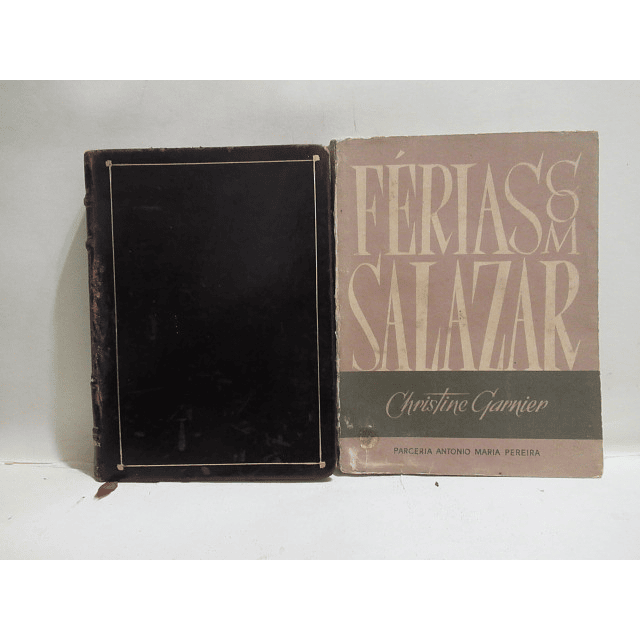 FÉRIAS COM
SALAZAR
Christine Garnier
PARCERIA ANTONIO MARIA PEREIRA